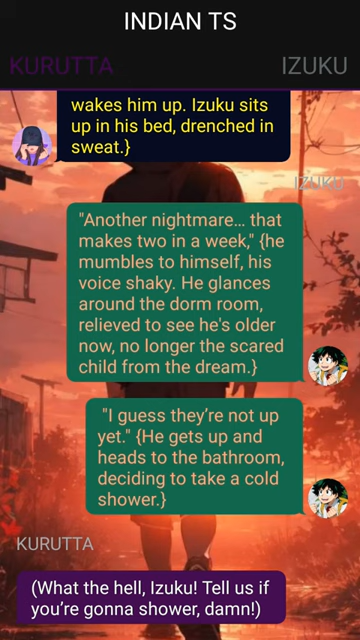 INDIAN TS
KURUTTA IZUKU
wakes him up. Izuku sits
up in his bed, drenched in
sweat.}
IZUKU
"Another nightmare… that
makes two in a week," {he
mumbles to himself, his
voice shaky. He glances
around the dorm room,
relieved to see he's older
now, no longer the scared
child from the dream.}
"I guess they’re not up
yet." {He gets up and
heads to the bathroom,
deciding to take a cold
shower.}
KURUTTA
(What the hell, Izuku! Tell us if
you’re gonna shower, damn!)